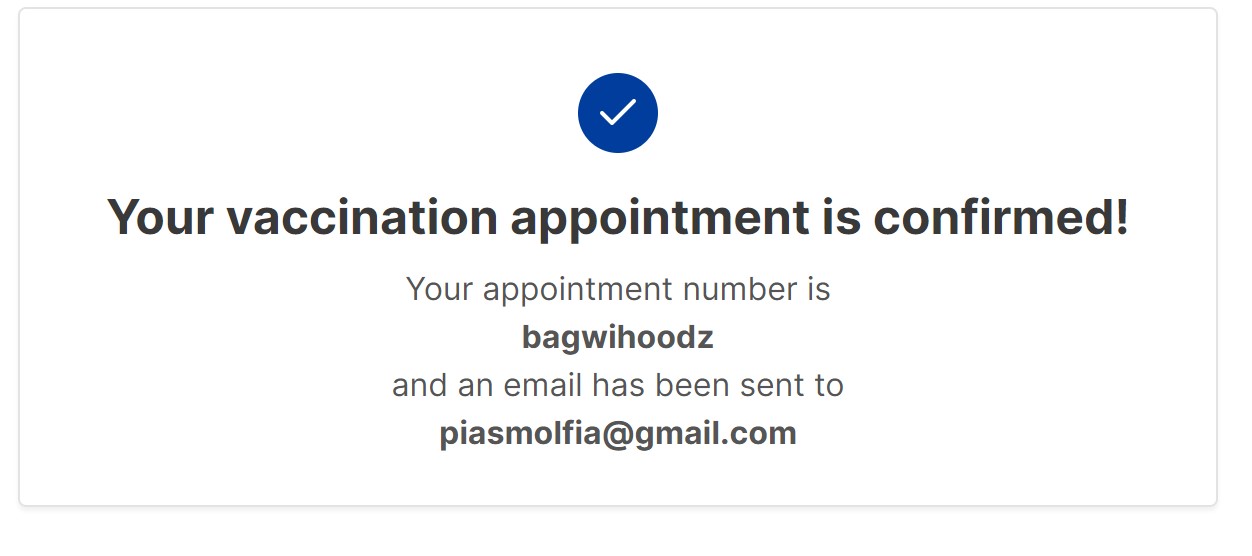 Your vaccination appointment is confirmed!
Your appointment number is
bagwihoodz
and an email has been sent to
piasmolfia@gmail.com